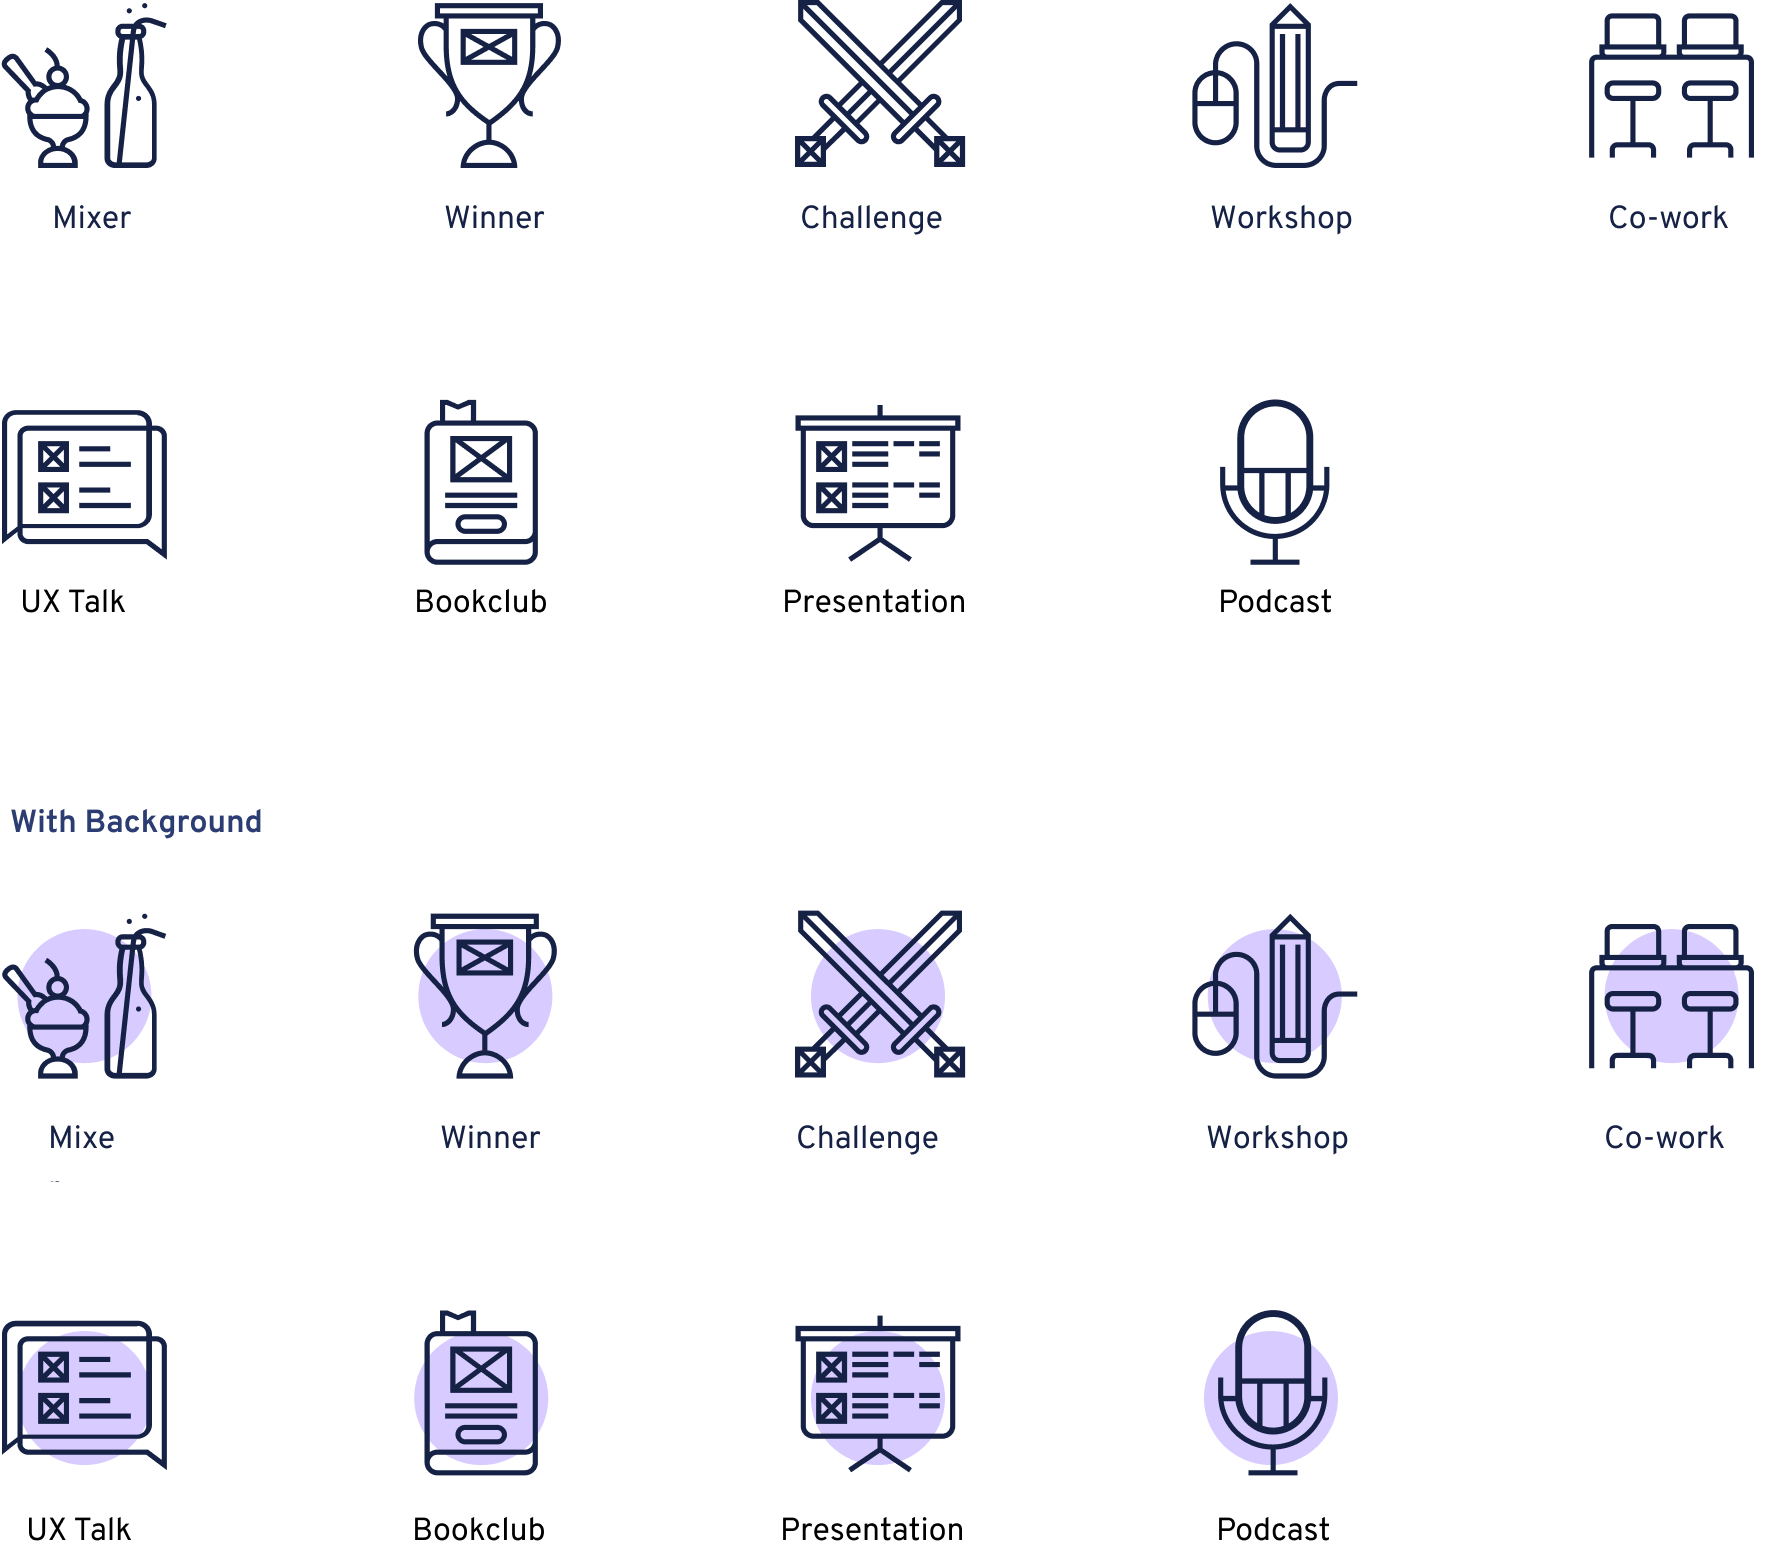 Mixer
Winner
Challenge
Workshop
Co-work
UX Talk
Bookclub
Presentation
Podcast
With Background
Mixe
Winner
Challenge
Workshop
Co-work
UX Talk
Bookclub
Presentation
Podcast